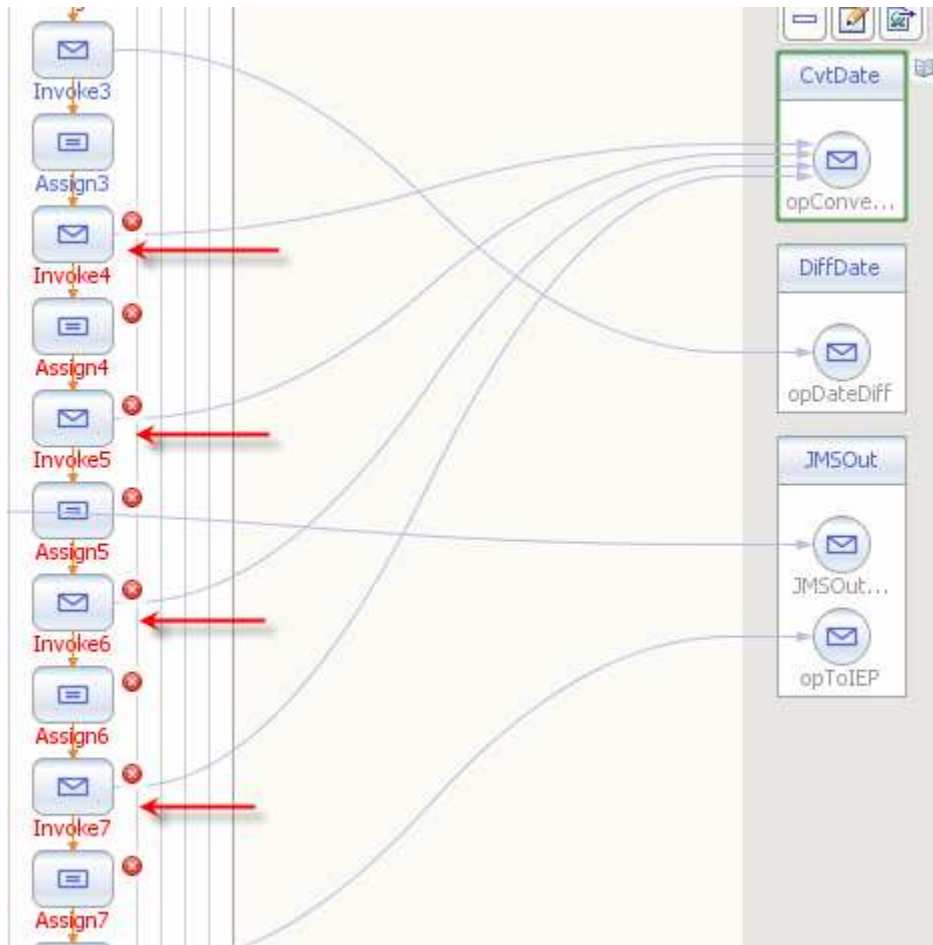 Invoke3
Assign3
Invoke4
Assign4
Invoke5
Assign5
Invoke6
Assign6
Invoke7
Assign7
CvtDate
opConve...
DiffDate
opDateDiff
JMSOut
JMSOut...
opToIEP